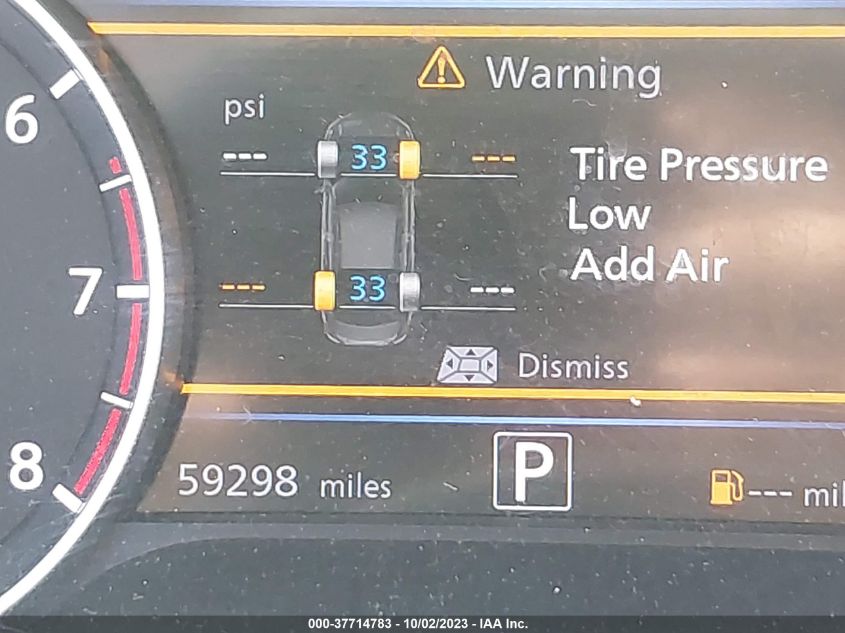 Warning
psi
6
--- 33 ---
Tire Pressure
Low
Add Air
7
--- 33 ---
Dismiss
8
59298 miles
P
--- mil
000-37714783 - 10/02/2023 - IAA Inc.